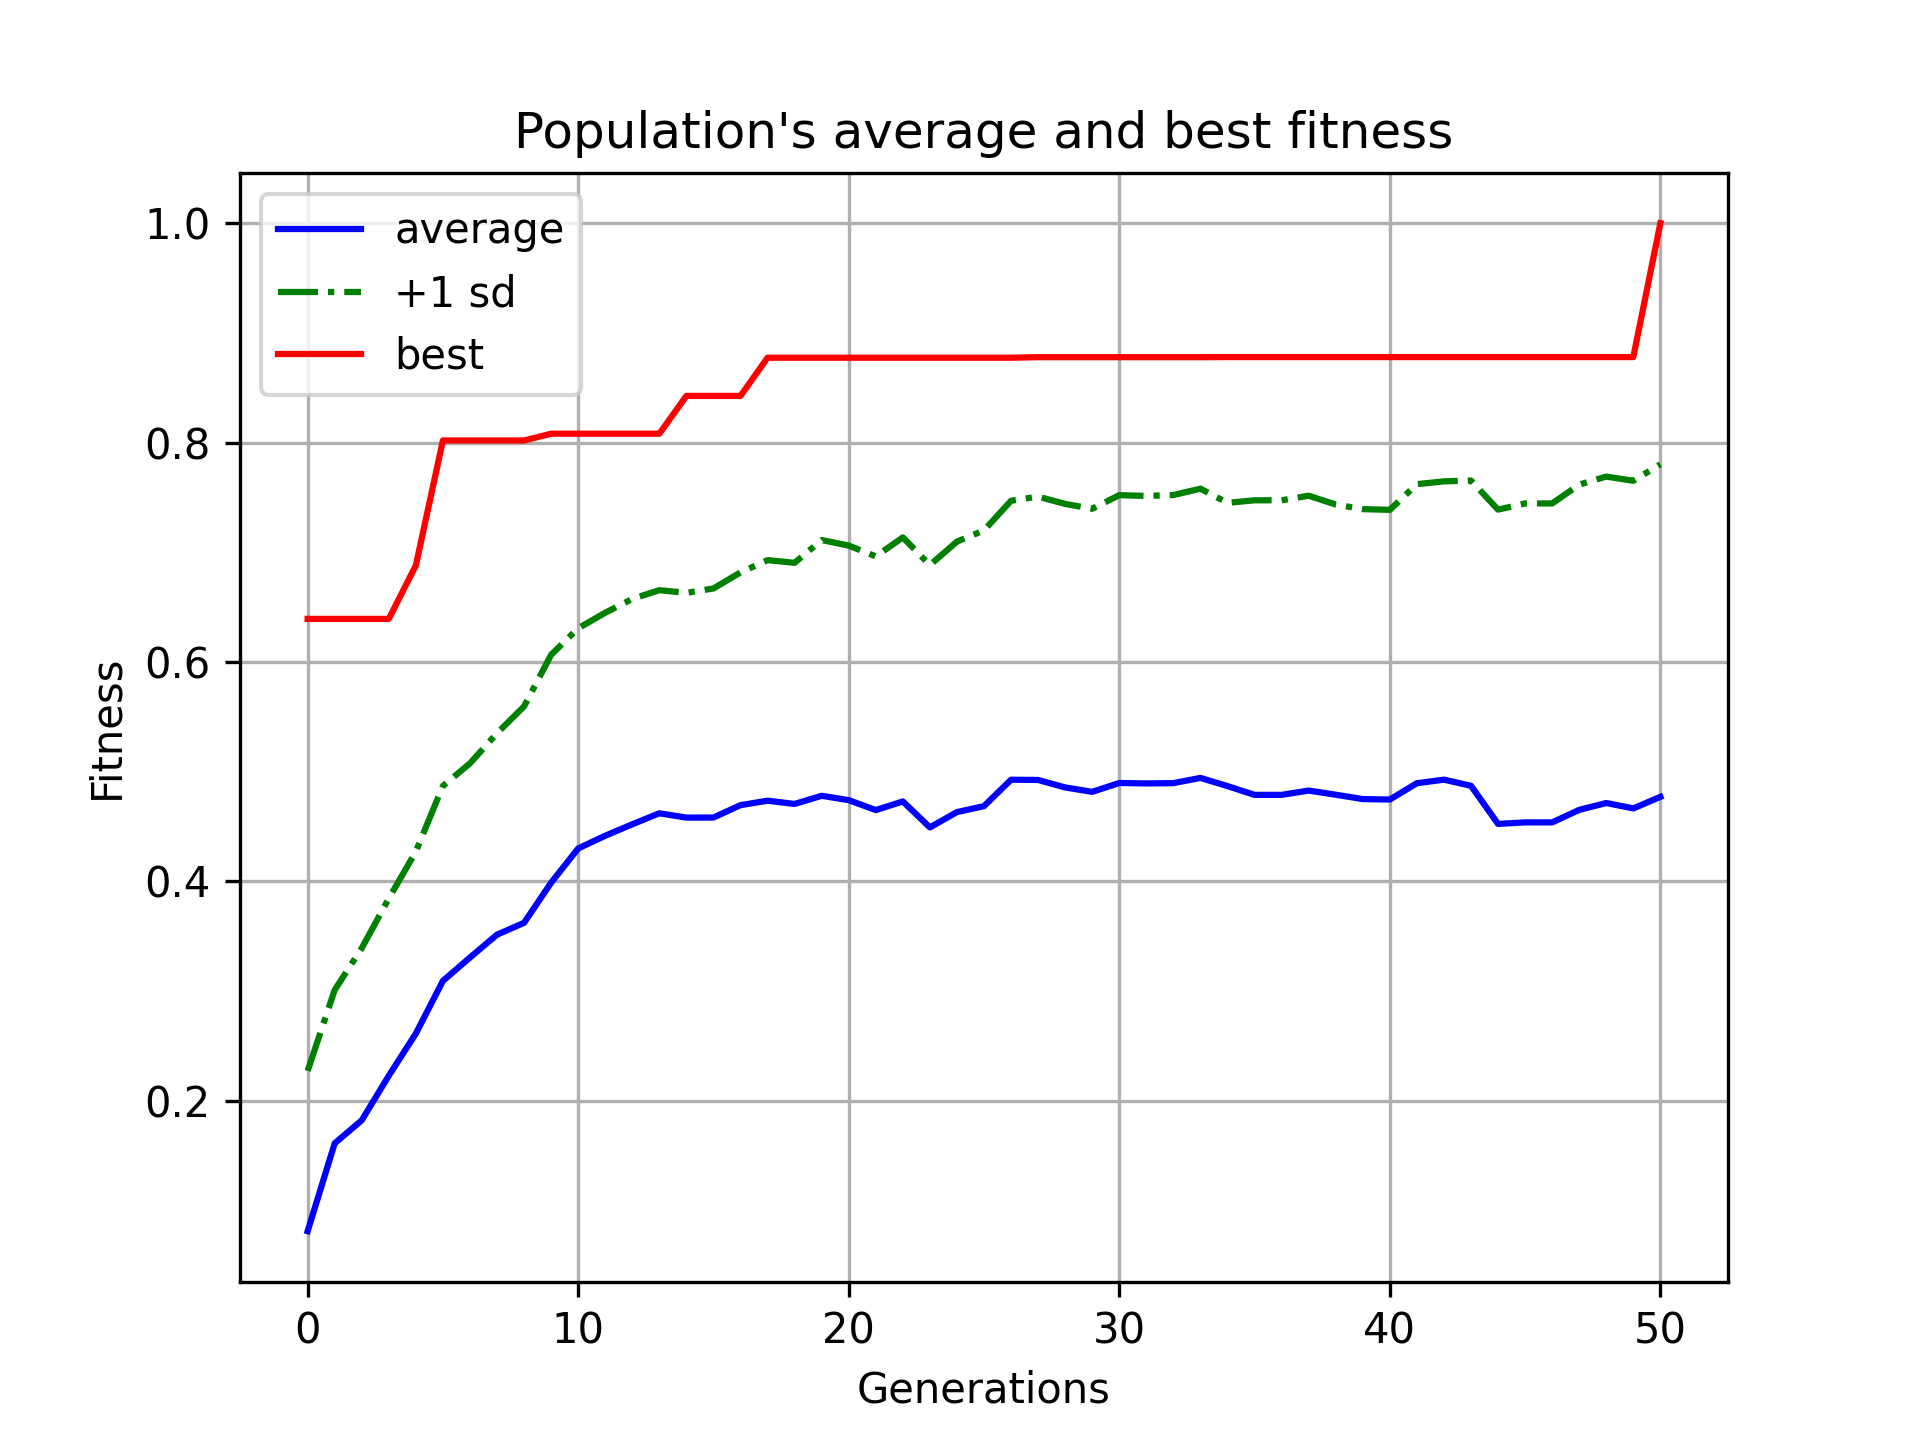 Population's average and best fitness
average
+1 sd
best
1.0
0.8
0.6
0.4
0.2
Fitness
0 10 20 30 40 50
Generations